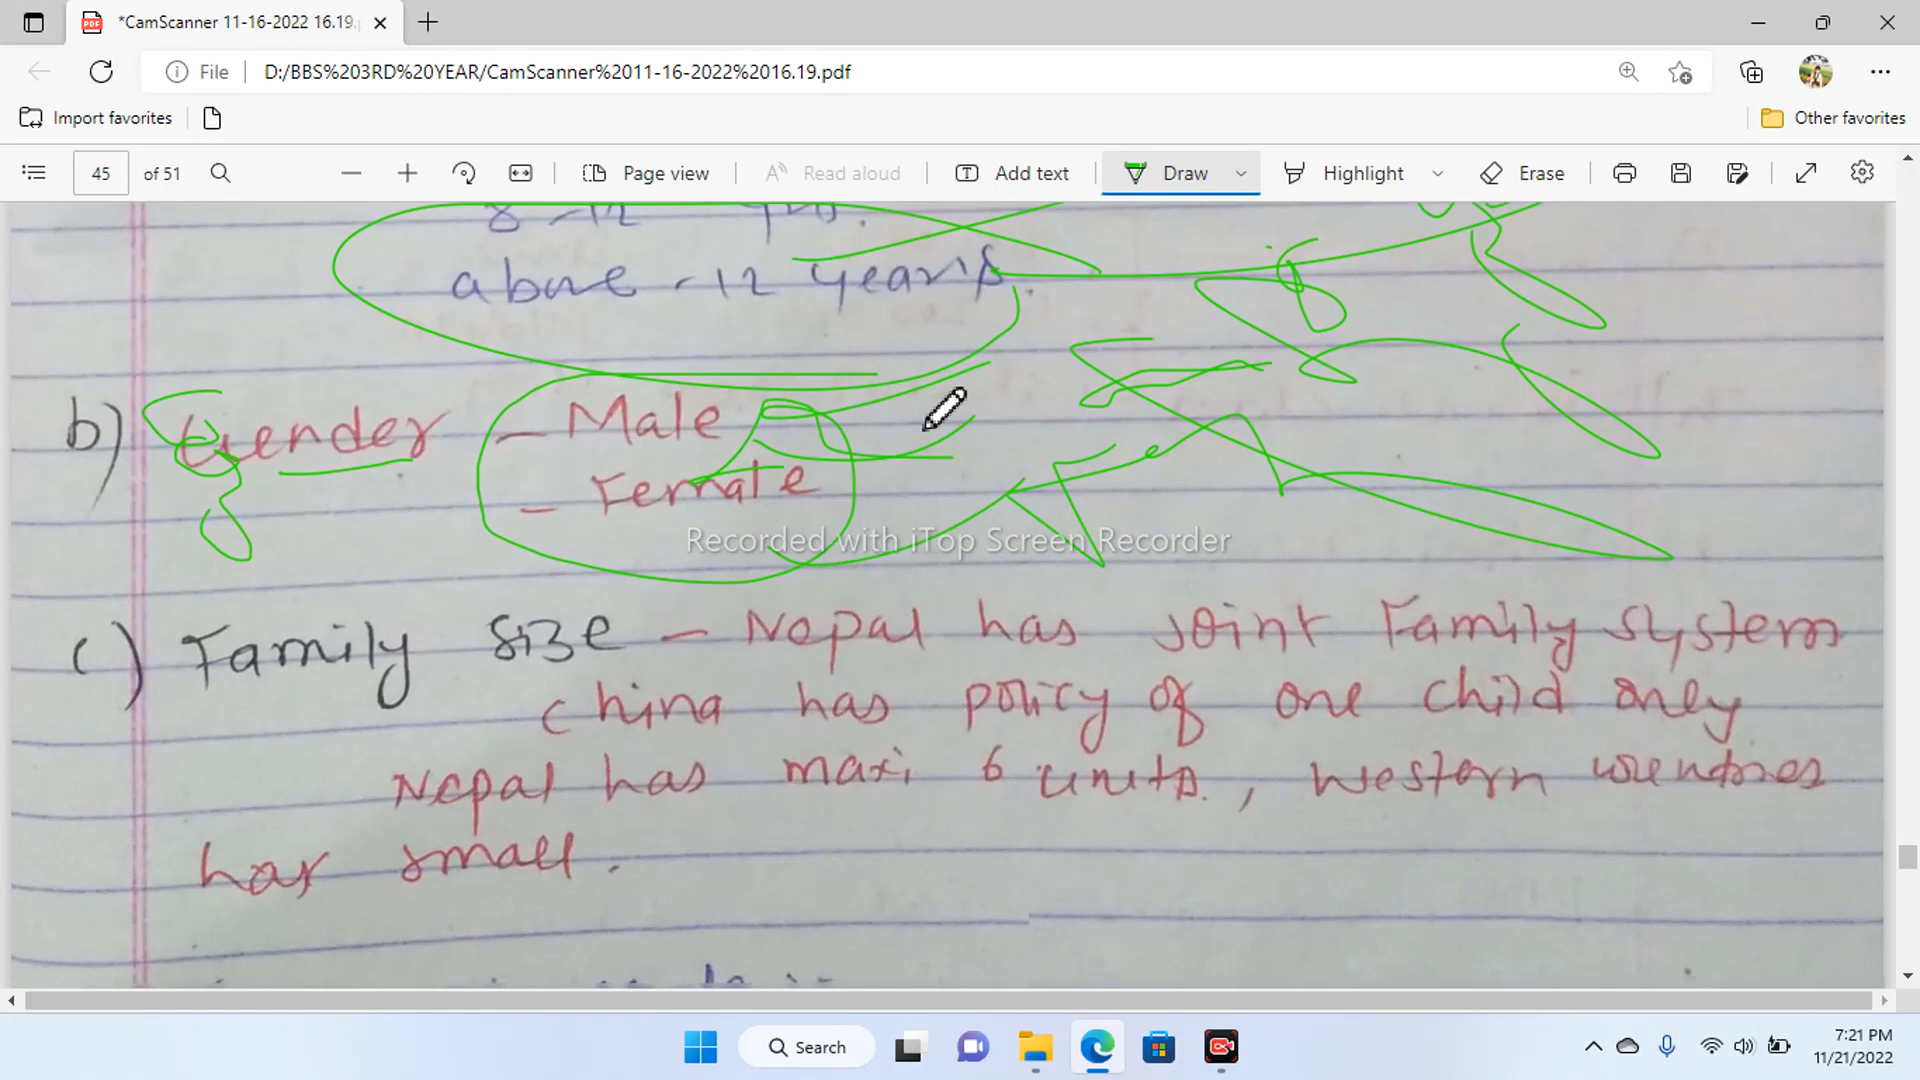 *CamScanner 11-16-2022 16.19.
File
D:/BBS%203RD%20YEAR/CamScanner%2011-16-2022%2016.19.pdf
Import favorites
Other favorites
45 of 51
Page view
Read aloud
Add text
Draw
Highlight
Erase
8 - 12 yrs.
above - 12 years.
b) Gender - Male
- Female
Recorded with iTop Screen Recorder
c) Family size - Nepal has joint Family system
China has policy of one child only
Nepal has maxi 6 units, western
has small.
Search
7:21 PM
11/21/2022